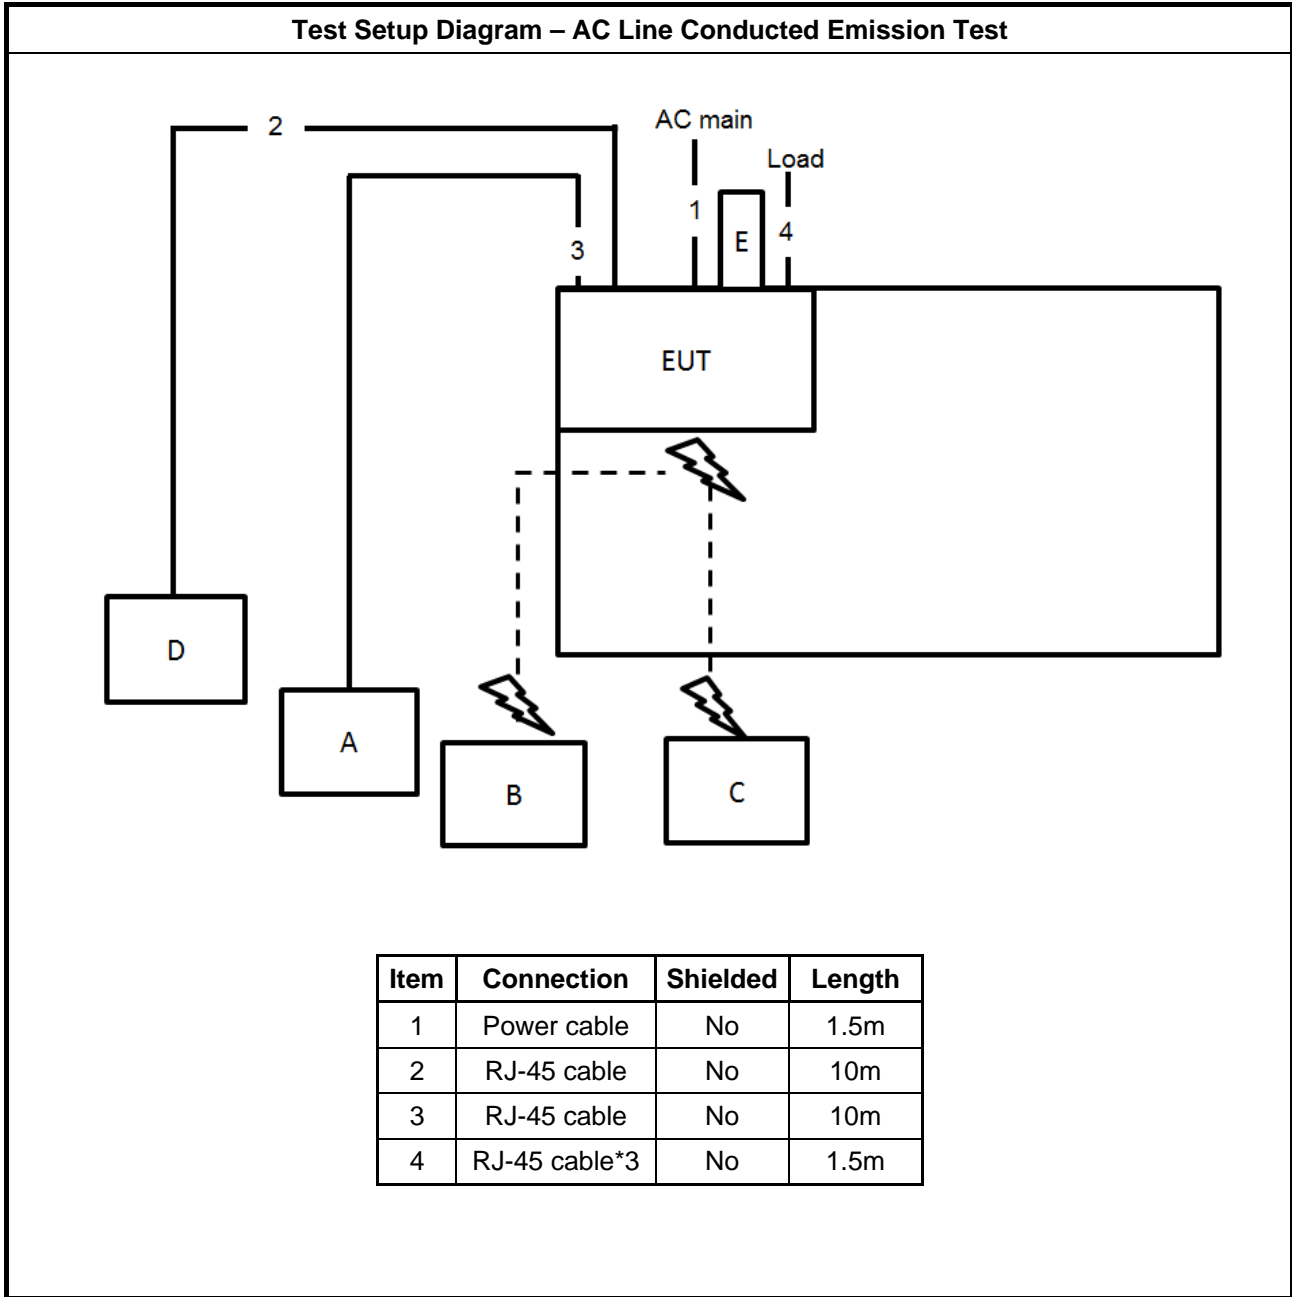 Test Setup Diagram – AC Line Conducted Emission Test
2
AC main
Load
1
E
4
3
EUT
D
A
B
C
Item Connection Shielded Length
1 Power cable No 1.5m
2 RJ-45 cable No 10m
3 RJ-45 cable No 10m
4 RJ-45 cable*3 No 1.5m